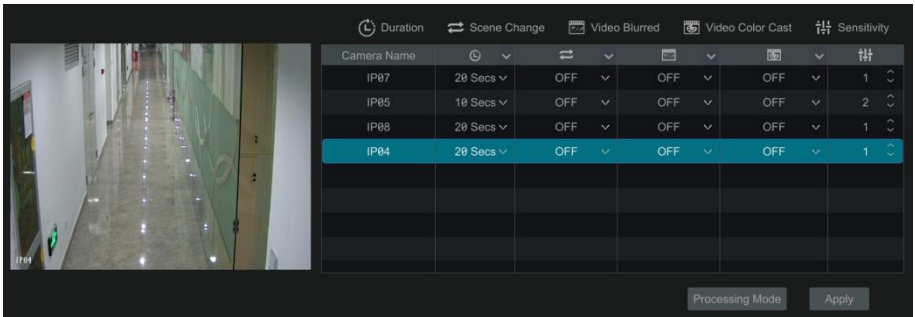 Duration Scene Change Video Blurred Video Color Cast Sensitivity
Camera Name
IP07 20 Secs OFF OFF OFF 1
IP05 10 Secs OFF OFF OFF 2
IP08 20 Secs OFF OFF OFF 1
IP04 20 Secs OFF OFF OFF 1
IP04
Processing Mode Apply